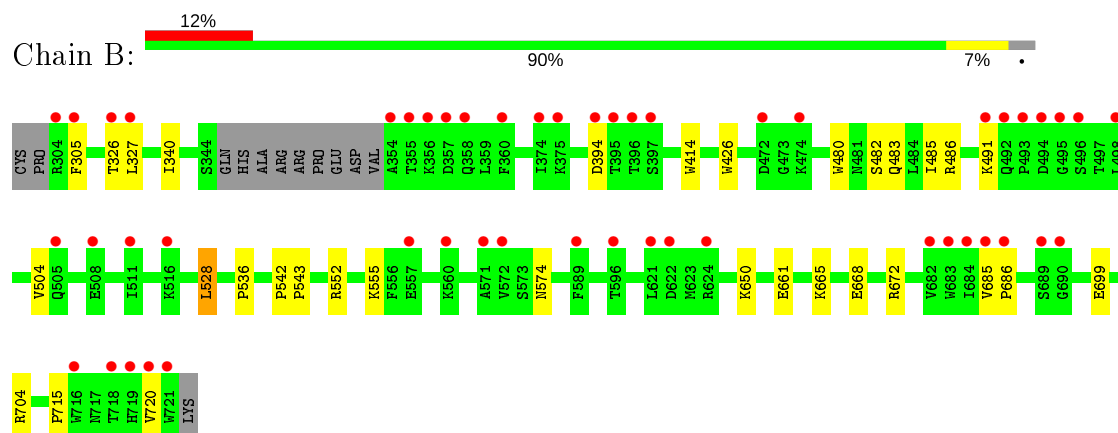 12%
Chain B:
90% 7% •
CYS PRO R304 F305 T326 L327 I340 S344 GLN HIS ALA ARG ARG PRO GLU ASP VAL A354 T355 K356 D357 Q358 L359 F360 I374 K375 D394 T395 T396 S397 W414 W426 D472 G473 K474 W480 N481 S482 Q483 L484 I485 R486 K491 Q492 P493 D494 G495 S496 T497 L498
V504 Q505 E508 I511 K516 L528 P536 P542 P543 R552 K555 F556 E557 K560 A571 V572 S573 N574 F589 T596 L621 D622 M623 R624 K650 E661 K665 E668 R672 V682 W683 I684 V685 P686 S689 G690 E699
R704 P715 W716 N717 T718 H719 V720 W721 LYS